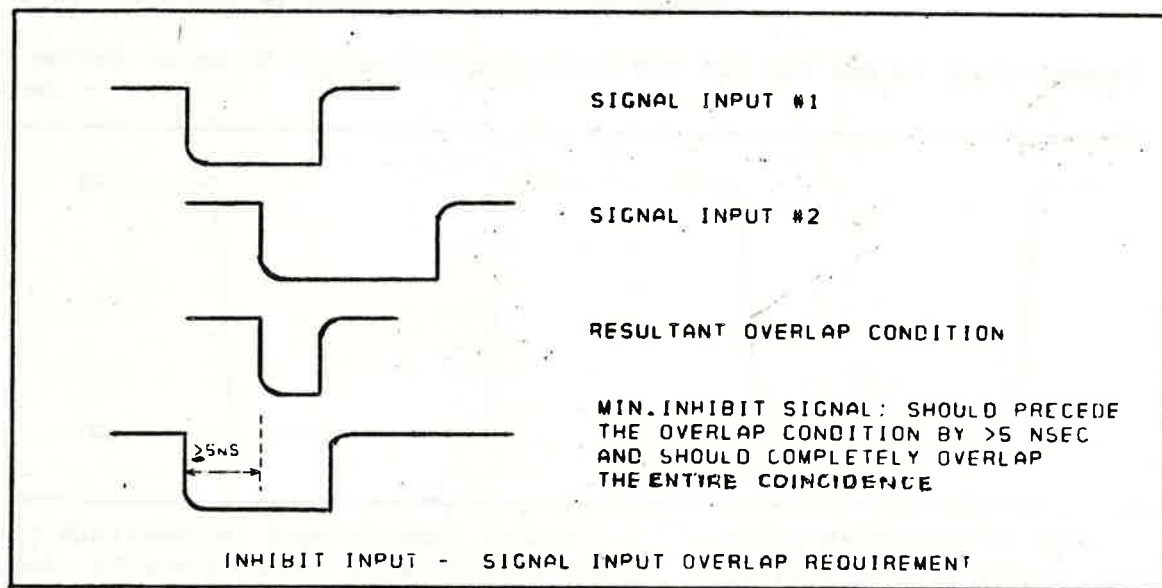 SIGNAL INPUT #1
SIGNAL INPUT #2
RESULTANT OVERLAP CONDITION
MIN. INHIBIT SIGNAL: SHOULD PRECEDE
THE OVERLAP CONDITION BY >5 NSEC
AND SHOULD COMPLETELY OVERLAP
THE ENTIRE COINCIDENCE
≥5NS
INHIBIT INPUT - SIGNAL INPUT OVERLAP REQUIREMENT